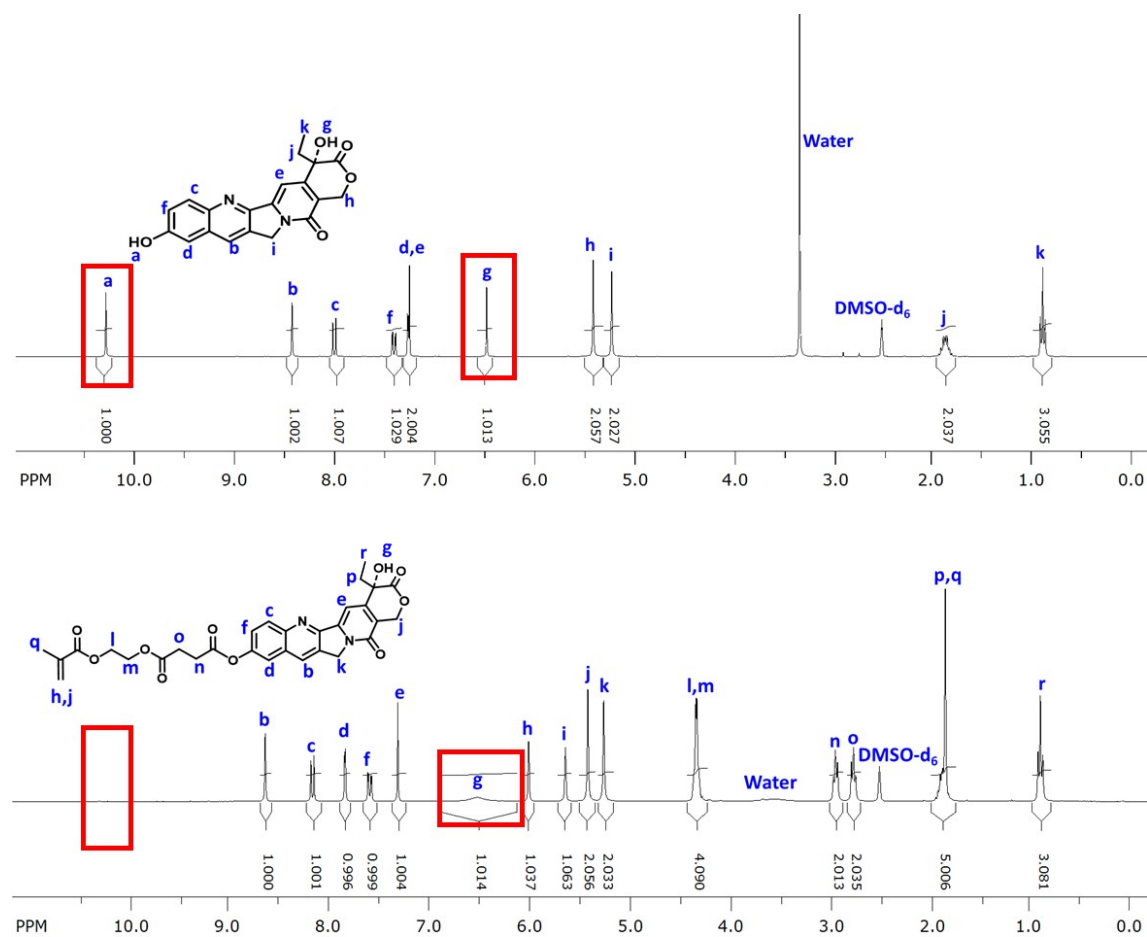 k g
OH O
j
e
O
c
N
h
f
N
O
HO
d
b
i
a
Water
a
b
c
f
d,e
g
h
i
DMSO-d6
j
k
1.000
1.002
1.007
1.029
2.004
1.013
2.057
2.027
2.037
3.055
PPM 10.0 9.0 8.0 7.0 6.0 5.0 4.0 3.0 2.0 1.0 0.0
r g
OH O
p
e
O
c
N
j
f
N
O
q O
l
O
o
O
O
O
m
O
n
d
b
k
h,j
b
c
d
f
e
g
h
i
j
k
l,m
Water
n
o
DMSO-d6
p,q
r
1.000
1.001
0.996
0.999
1.004
1.014
1.037
1.063
2.056
2.033
4.090
2.013
2.035
5.006
3.081
PPM 10.0 9.0 8.0 7.0 6.0 5.0 4.0 3.0 2.0 1.0 0.0